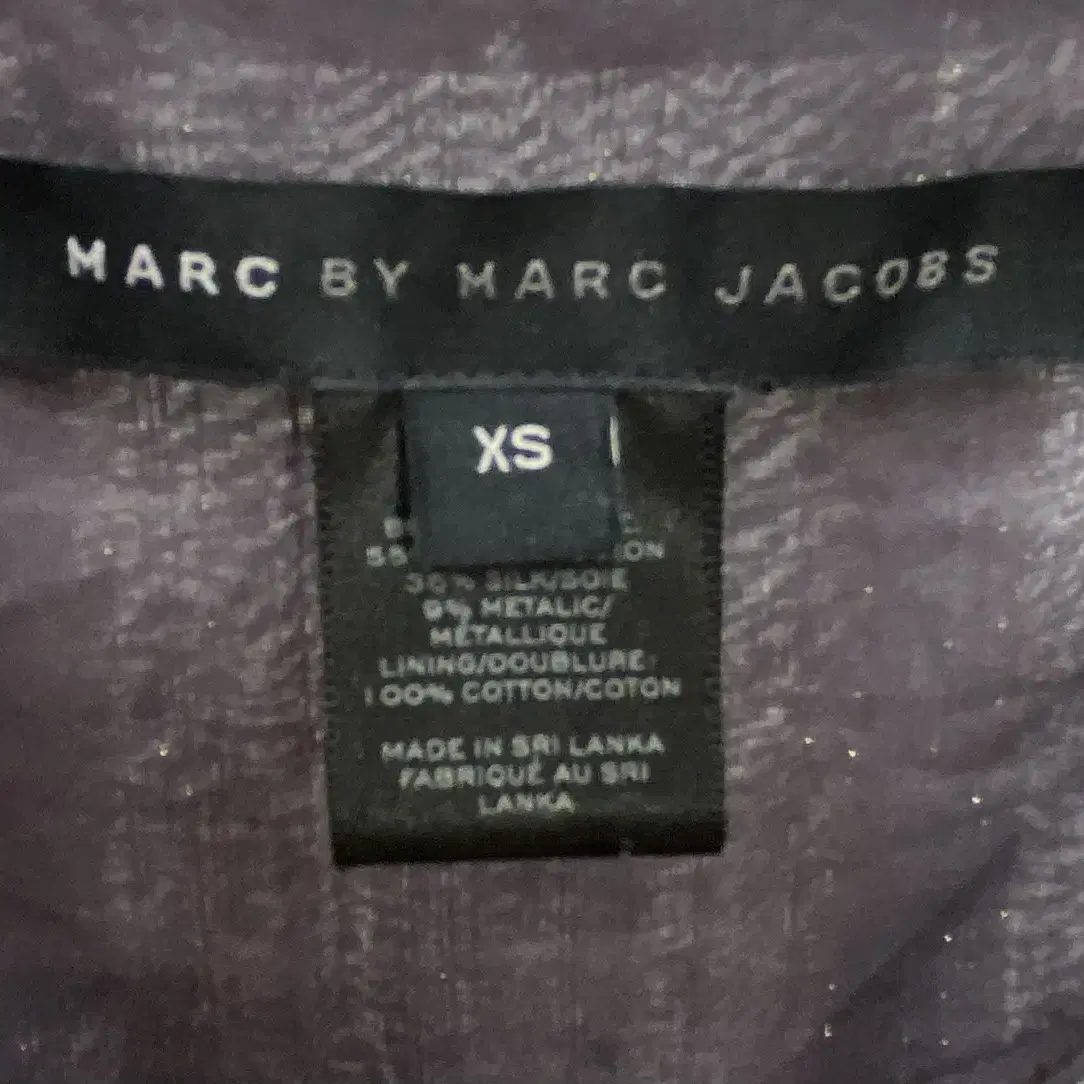 MARC BY MARC JACOBS
XS
36% SILK/SOIE
9% METALIC/
MÉTALLIQUE
LINING/DOUBLURE:
100% COTTON/COTON
MADE IN SRI LANKA
FABRIQUÉ AU SRI
LANKA